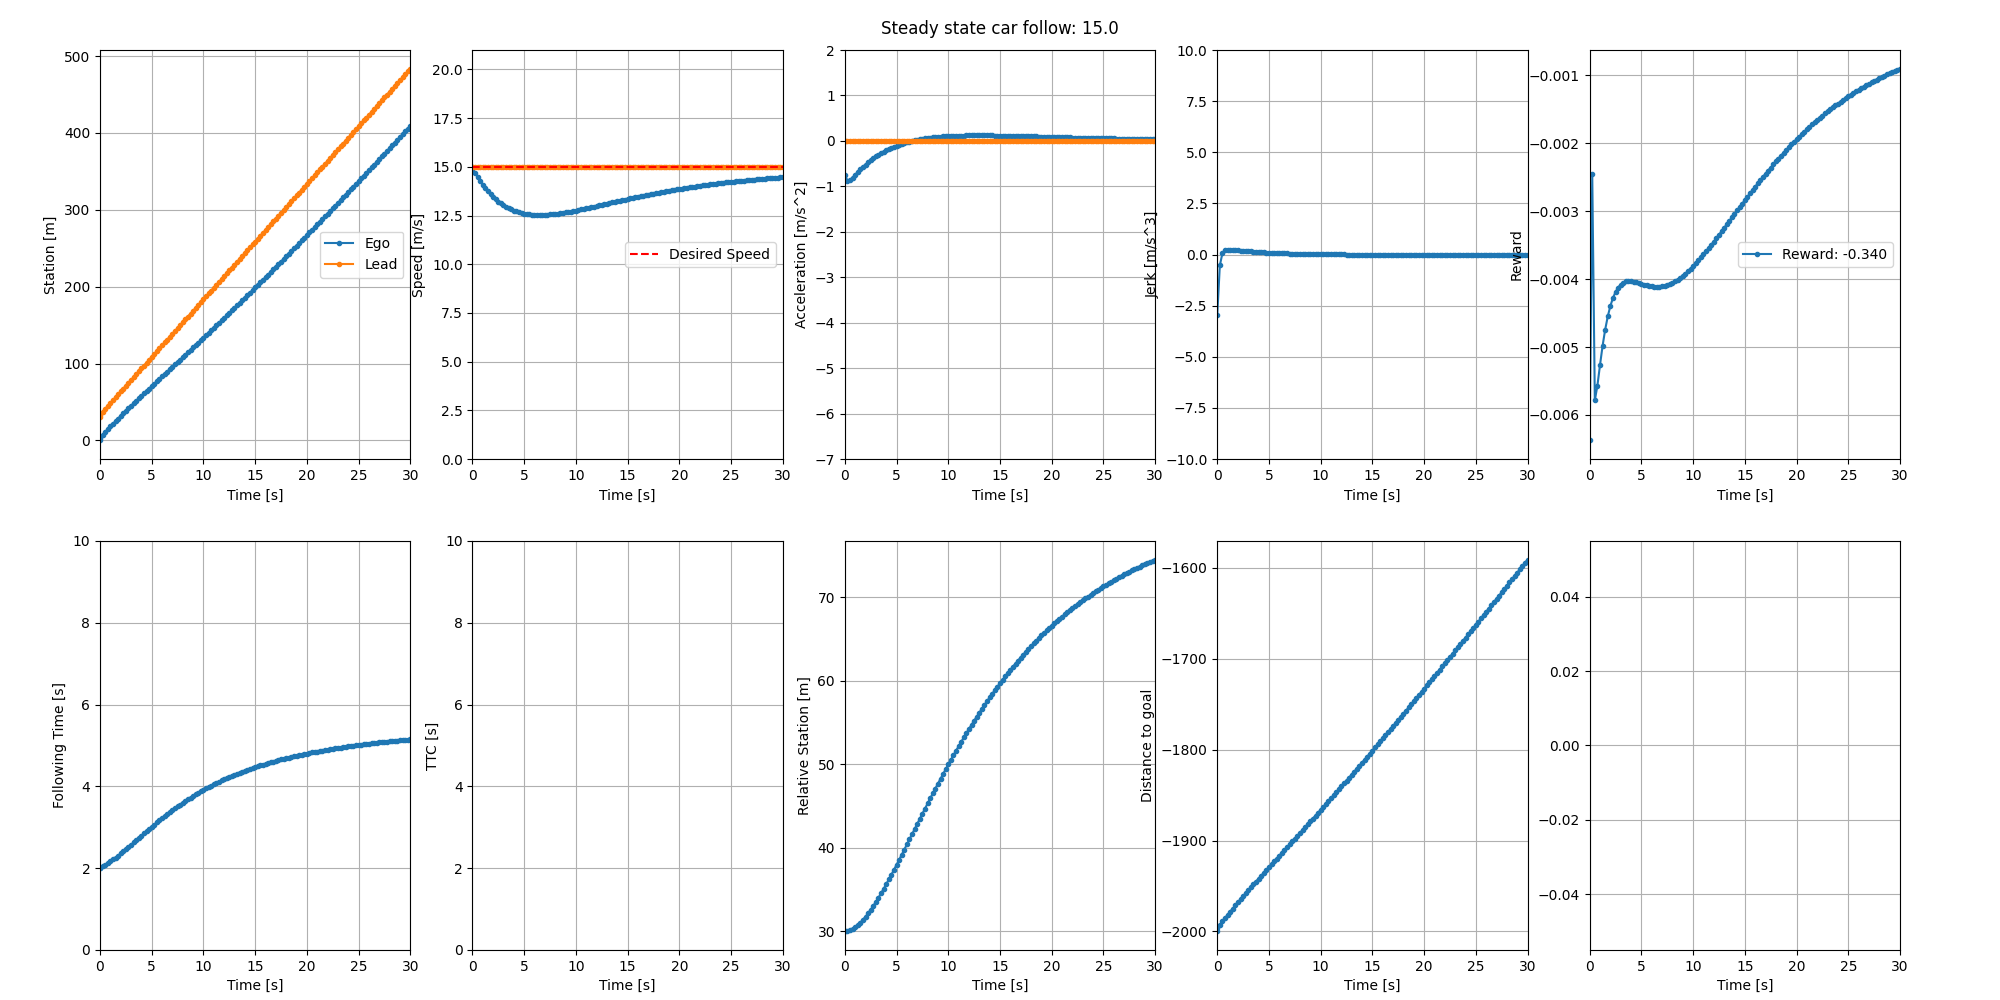 Steady state car follow: 15.0
500
400
300
200
100
0
Station [m]
Ego
Lead
0 5 10 15 20 25 30
Time [s]
20.0
17.5
15.0
12.5
10.0
7.5
5.0
2.5
0.0
Speed [m/s]
Desired Speed
0 5 10 15 20 25 30
Time [s]
2
1
0
−1
−2
−3
−4
−5
−6
−7
Acceleration [m/s^2]
0 5 10 15 20 25 30
Time [s]
10.0
7.5
5.0
2.5
0.0
−2.5
−5.0
−7.5
−10.0
Jerk [m/s^3]
0 5 10 15 20 25 30
Time [s]
−0.001
−0.002
−0.003
−0.004
−0.005
−0.006
Reward
Reward: -0.340
0 5 10 15 20 25 30
Time [s]
10
8
6
4
2
0
Following Time [s]
0 5 10 15 20 25 30
Time [s]
10
8
6
4
2
0
TTC [s]
0 5 10 15 20 25 30
Time [s]
70
60
50
40
30
Relative Station [m]
0 5 10 15 20 25 30
Time [s]
−1600
−1700
−1800
−1900
−2000
Distance to goal
0 5 10 15 20 25 30
Time [s]
0.04
0.02
0.00
−0.02
−0.04
0 5 10 15 20 25 30
Time [s]